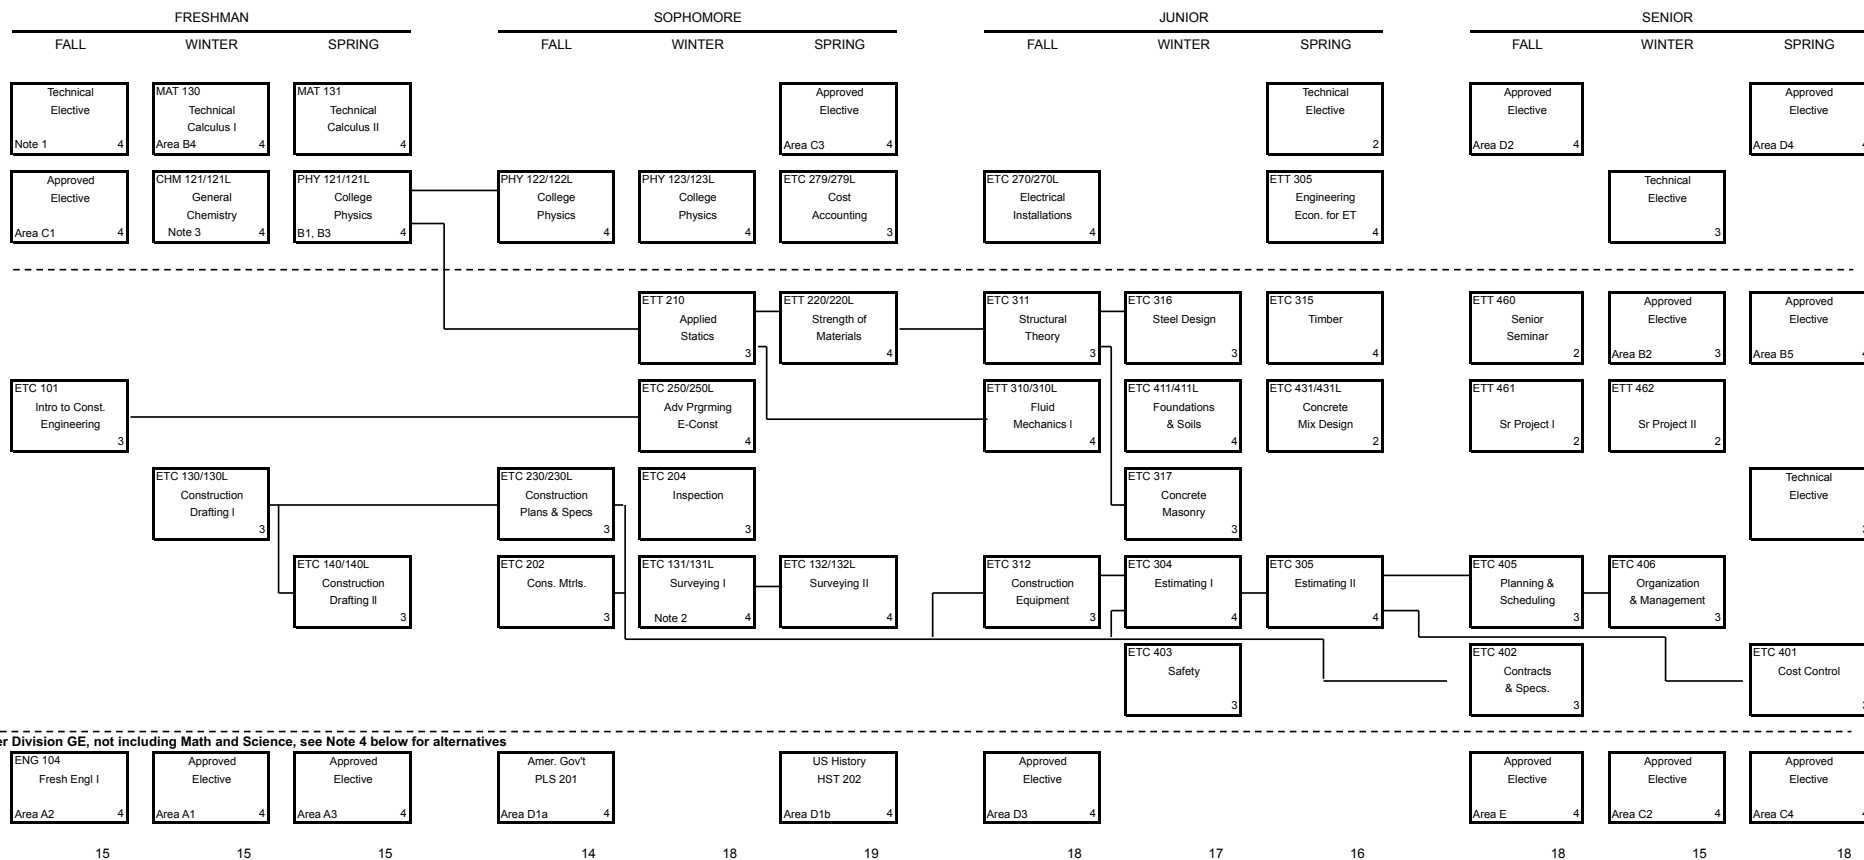 FRESHMAN
SOPHOMORE
JUNIOR
SENIOR
FALL
WINTER
SPRING
FALL
WINTER
SPRING
FALL
WINTER
SPRING
FALL
WINTER
SPRING
Technical
Elective
Note 1 4
MAT 130
Technical
Calculus I
Area B4 4
MAT 131
Technical
Calculus II
4
Approved
Elective
Area C3 4
Technical
Elective
2
Approved
Elective
Area D2 4
Approved
Elective
Area D4 4
Approved
Elective
Area C1 4
CHM 121/121L
General
Chemistry
Note 3 4
PHY 121/121L
College
Physics
B1, B3 4
PHY 122/122L
College
Physics
4
PHY 123/123L
College
Physics
4
ETC 279/279L
Cost
Accounting
3
ETC 270/270L
Electrical
Installations
4
ETT 305
Engineering
Econ. for ET
4
Technical
Elective
3
ETT 210
Applied
Statics
3
ETT 220/220L
Strength of
Materials
4
ETC 311
Structural
Theory
3
ETC 316
Steel Design
3
ETC 315
Timber
4
ETT 460
Senior
Seminar
2
Approved
Elective
Area B2 3
Approved
Elective
Area B5 4
ETC 101
Intro to Const.
Engineering
3
ETC 250/250L
Adv Prgrming
E-Const
4
ETT 310/310L
Fluid
Mechanics I
4
ETC 411/411L
Foundations
& Soils
4
ETC 431/431L
Concrete
Mix Design
2
ETT 461
Sr Project I
2
ETT 462
Sr Project II
2
ETC 130/130L
Construction
Drafting I
3
ETC 230/230L
Construction
Plans & Specs
3
ETC 204
Inspection
3
ETC 317
Concrete
Masonry
3
Technical
Elective
ETC 140/140L
Construction
Drafting II
3
ETC 202
Cons. Mtrls.
3
ETC 131/131L
Surveying I
Note 2 4
ETC 132/132L
Surveying II
4
ETC 312
Construction
Equipment
3
ETC 304
Estimating I
4
ETC 305
Estimating II
4
ETC 405
Planning &
Scheduling
3
ETC 406
Organization
& Management
3
ETC 403
Safety
3
ETC 402
Contracts
& Specs.
3
ETC 401
Cost Control
er Division GE, not including Math and Science, see Note 4 below for alternatives
ENG 104
Fresh Engl I
Area A2 4
Approved
Elective
Area A1 4
Approved
Elective
Area A3 4
Amer. Gov't
PLS 201
Area D1a 4
US History
HST 202
Area D1b 4
Approved
Elective
Area D3 4
Approved
Elective
Area E 4
Approved
Elective
Area C2 4
Approved
Elective
Area C4 4
15
15
15
14
18
19
18
17
16
18
15
18